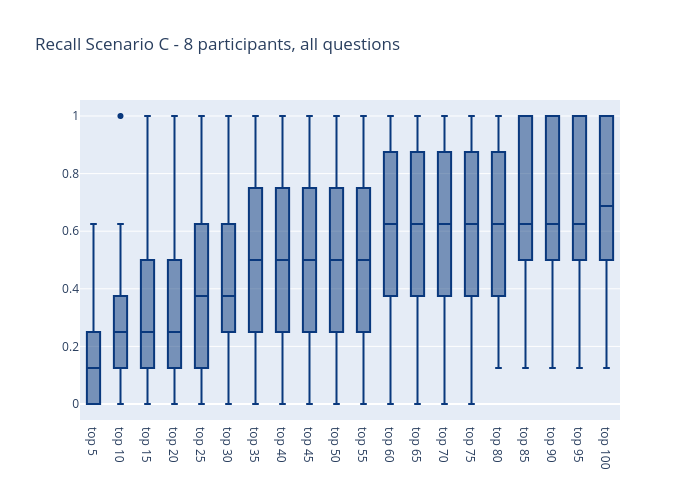 Recall Scenario C - 8 participants, all questions
1
0.8
0.6
0.4
0.2
0
top 5
top 10
top 15
top 20
top 25
top 30
top 35
top 40
top 45
top 50
top 55
top 60
top 65
top 70
top 75
top 80
top 85
top 90
top 95
top 100